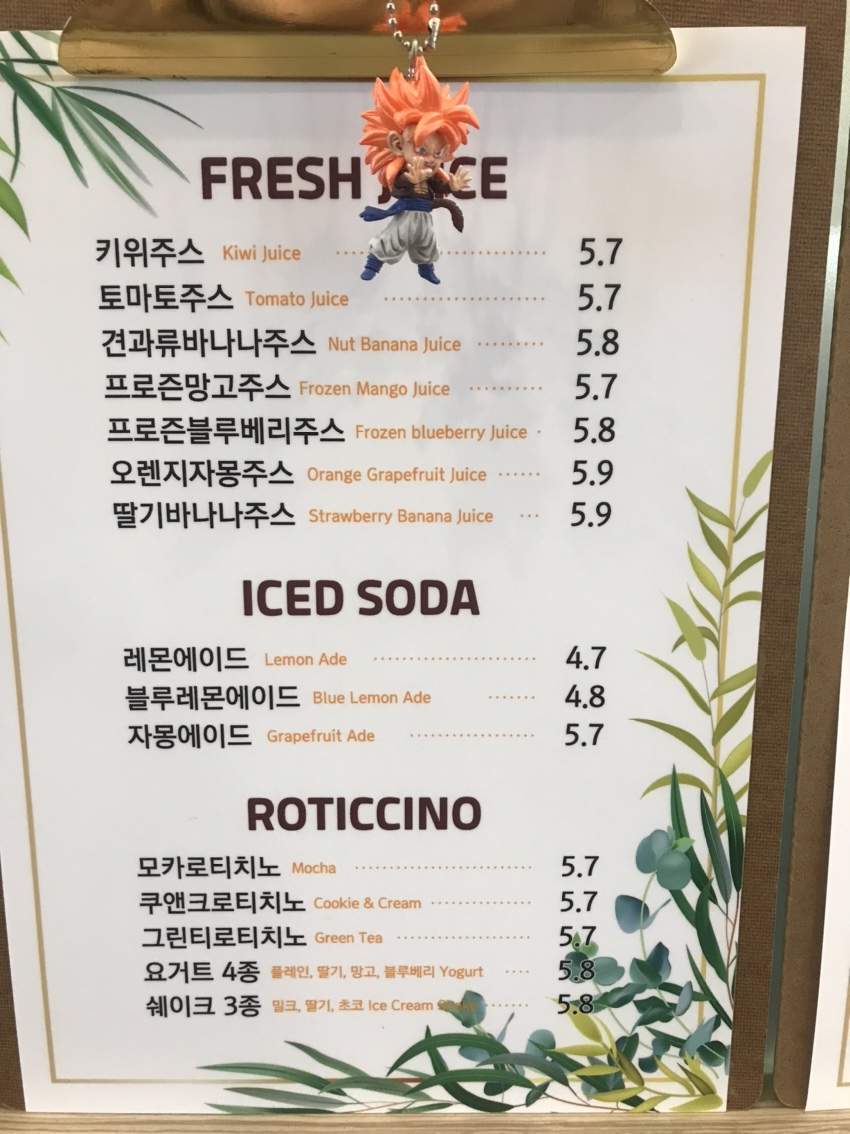 FRESH JUICE
키위주스 Kiwi Juice 5.7
토마토주스 Tomato Juice 5.7
견과류바나나주스 Nut Banana Juice 5.8
프로즌망고주스 Frozen Mango Juice 5.7
프로즌블루베리주스 Frozen blueberry Juice 5.8
오렌지자몽주스 Orange Grapefruit Juice 5.9
딸기바나나주스 Strawberry Banana Juice 5.9
ICED SODA
레몬에이드 Lemon Ade 4.7
블루레몬에이드 Blue Lemon Ade 4.8
자몽에이드 Grapefruit Ade 5.7
ROTICCINO
모카로티치노 Mocha 5.7
쿠앤크로티치노 Cookie & Cream 5.7
그린티로티치노 Green Tea 5.7
요거트 4종 플레인, 딸기, 망고, 블루베리 Yogurt 5.8
쉐이크 3종 밀크, 딸기, 초코 Ice Cream 5.8